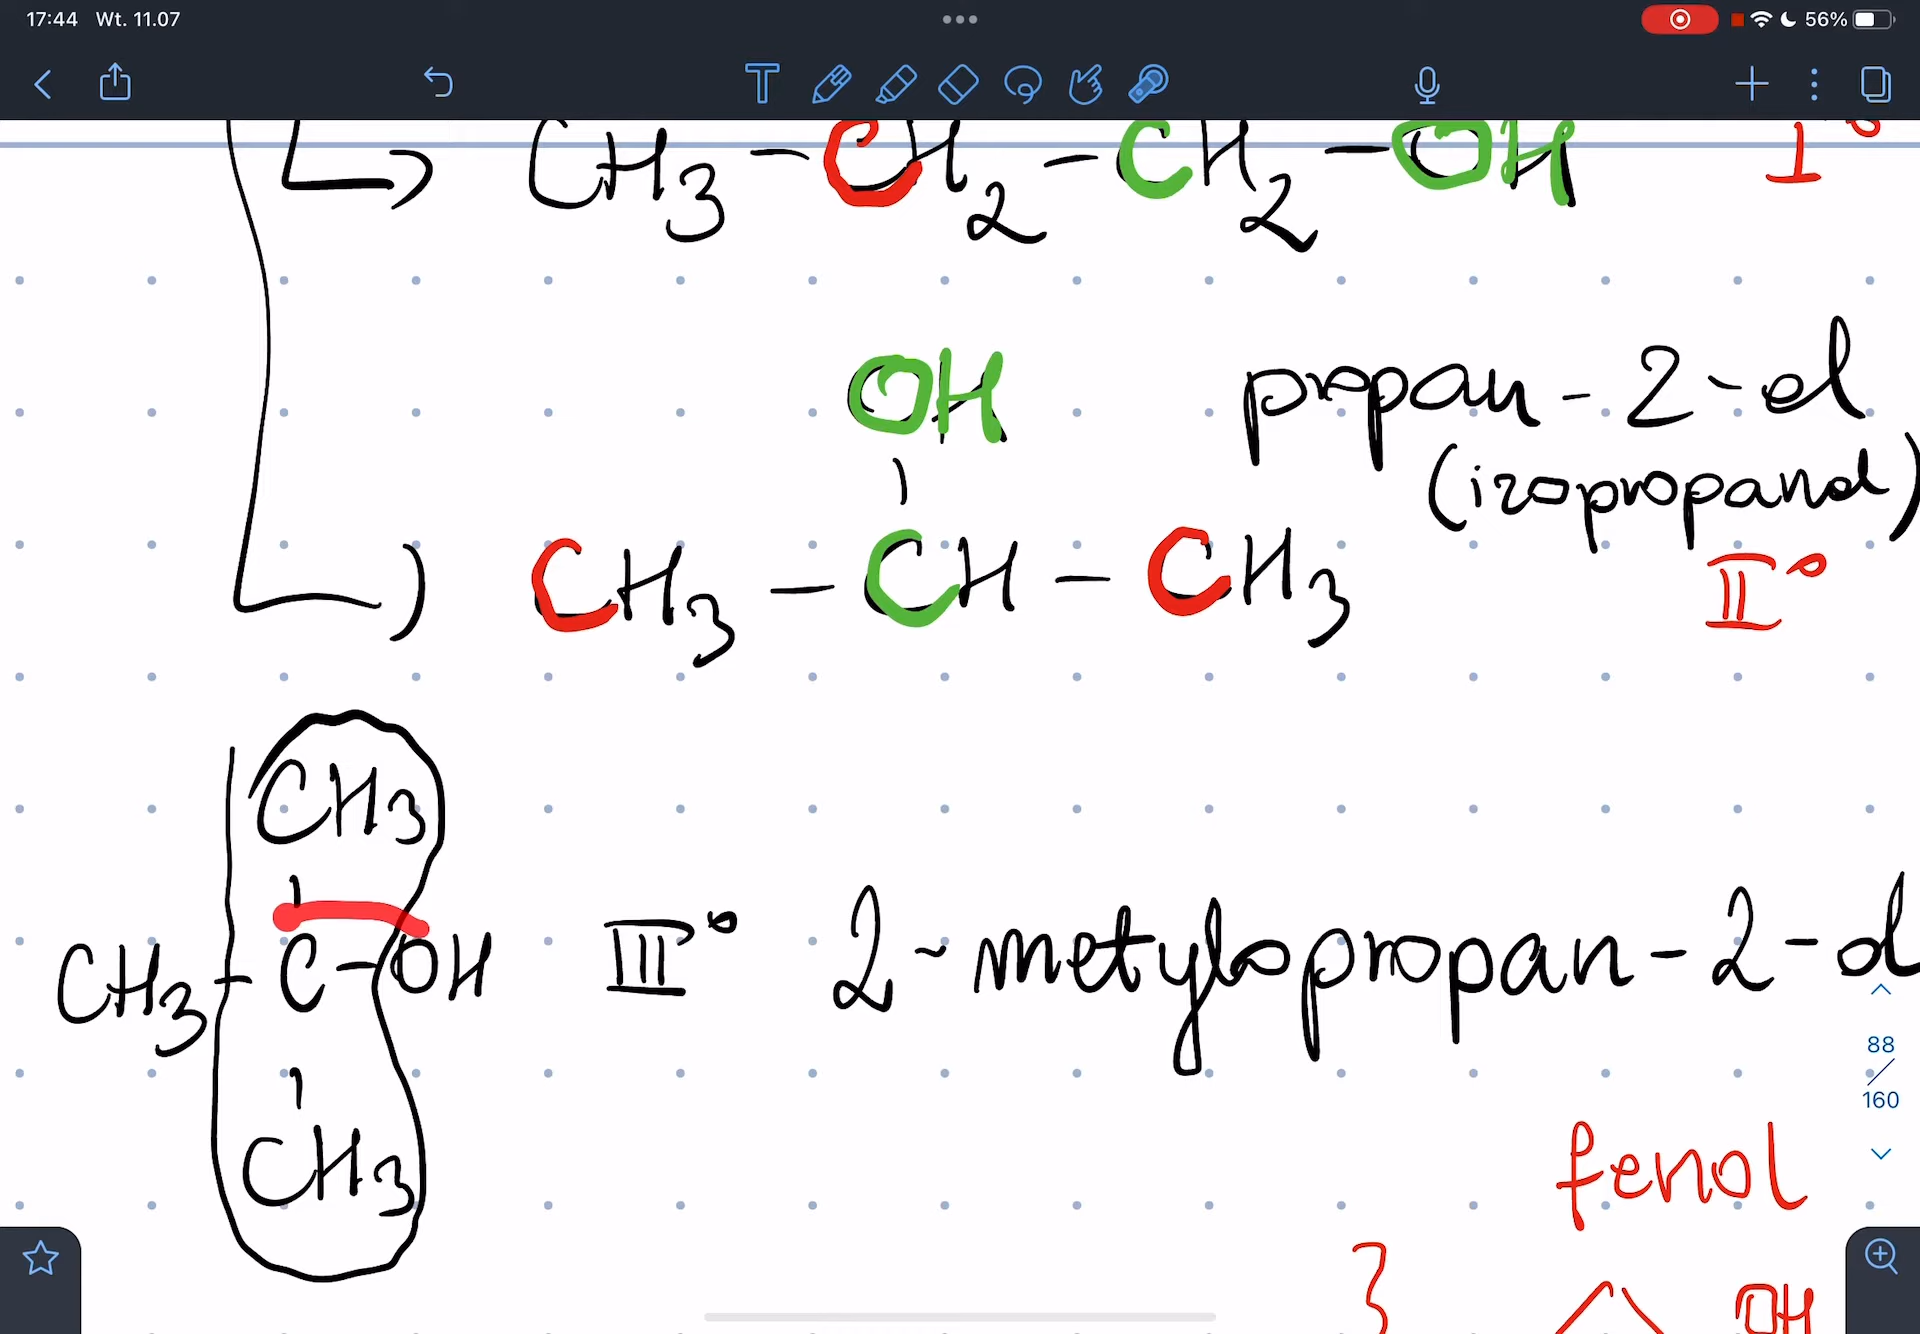 17:44 Wt. 11.07
56%
CH3 - CH2 - CH2 - OH I°
OH
propan-2-ol
(izopropanol)
CH3 - CH - CH3
II°
CH3
CH3 - C - OH III° 2-metylopropan-2-ol
CH3
88
160
fenol
OH